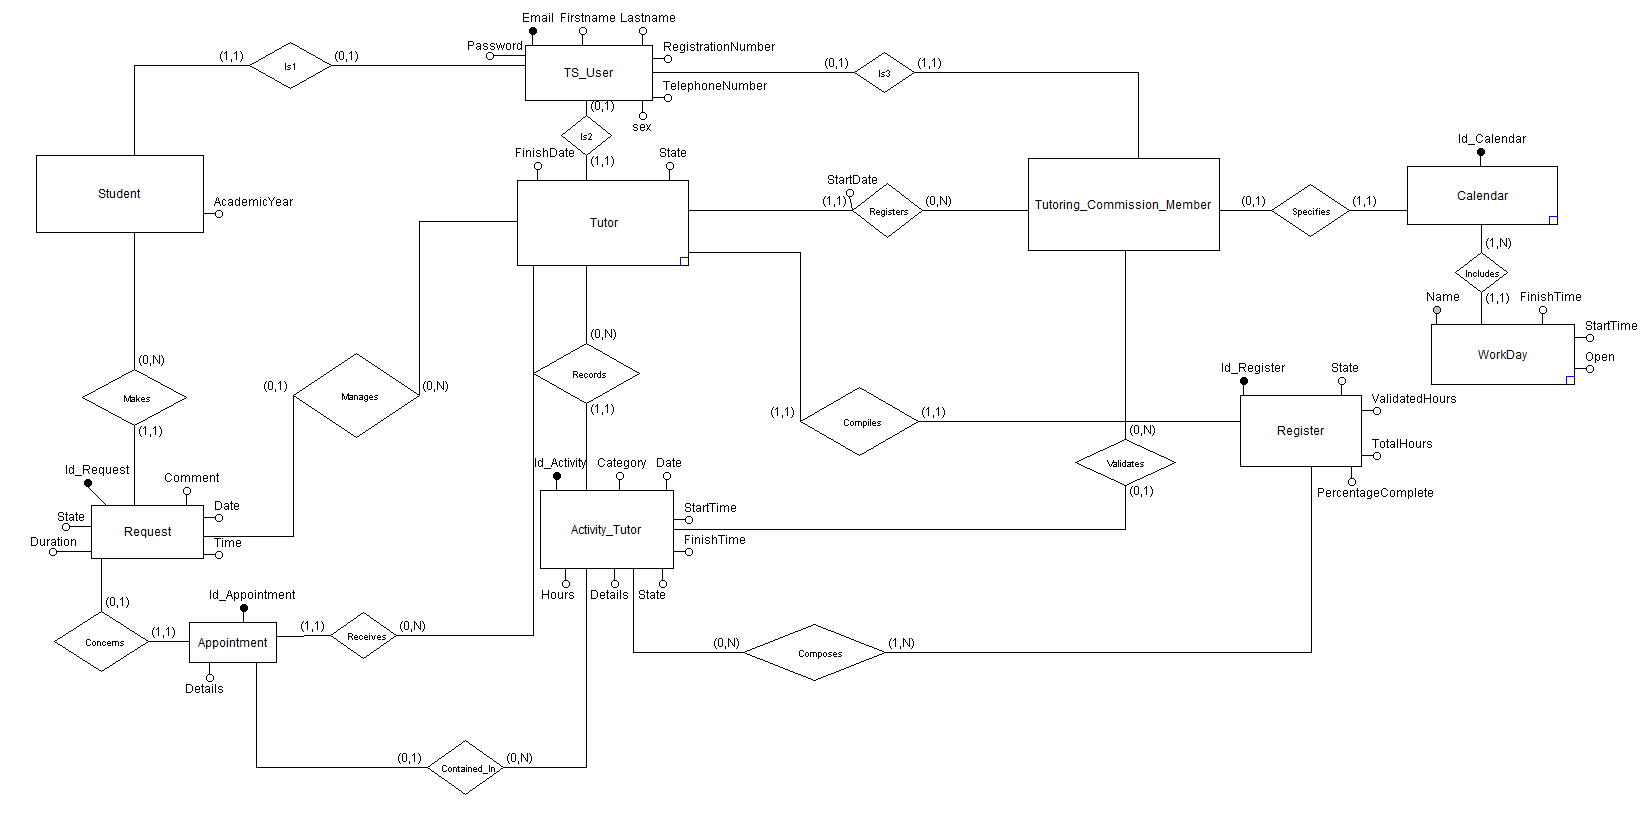 Email Firstname Lastname
Password
RegistrationNumber
TS_User
TelephoneNumber
sex
(1,1) Is1 (0,1)
(0,1) Is3 (1,1)
(0,1)
Is2
(1,1)
FinishDate State
Tutor
Student
AcademicYear
StartDate
(1,1) Registers (0,N)
Tutoring_Commission_Member
(0,1) Specifies (1,1)
Id_Calendar
Calendar
(1,N)
Includes
(1,1)
Name FinishTime
StartTime
WorkDay
Open
(0,N)
Makes
(1,1)
(0,1) Manages (0,N)
(0,N)
Records
(1,1)
(1,1) Compiles (1,1)
Id_Register State
ValidatedHours
Register
TotalHours
PercentageComplete
(0,N)
Validates
(0,1)
Id_Request Comment
State Date
Request
Duration Time
Id_Activity Category Date
StartTime
Activity_Tutor
FinishTime
Hours Details State
(0,1)
Concerns (1,1)
Id_Appointment
Appointment
Details
(1,1) Receives (0,N)
(0,N) Composes (1,N)
(0,1) Contained_In (0,N)